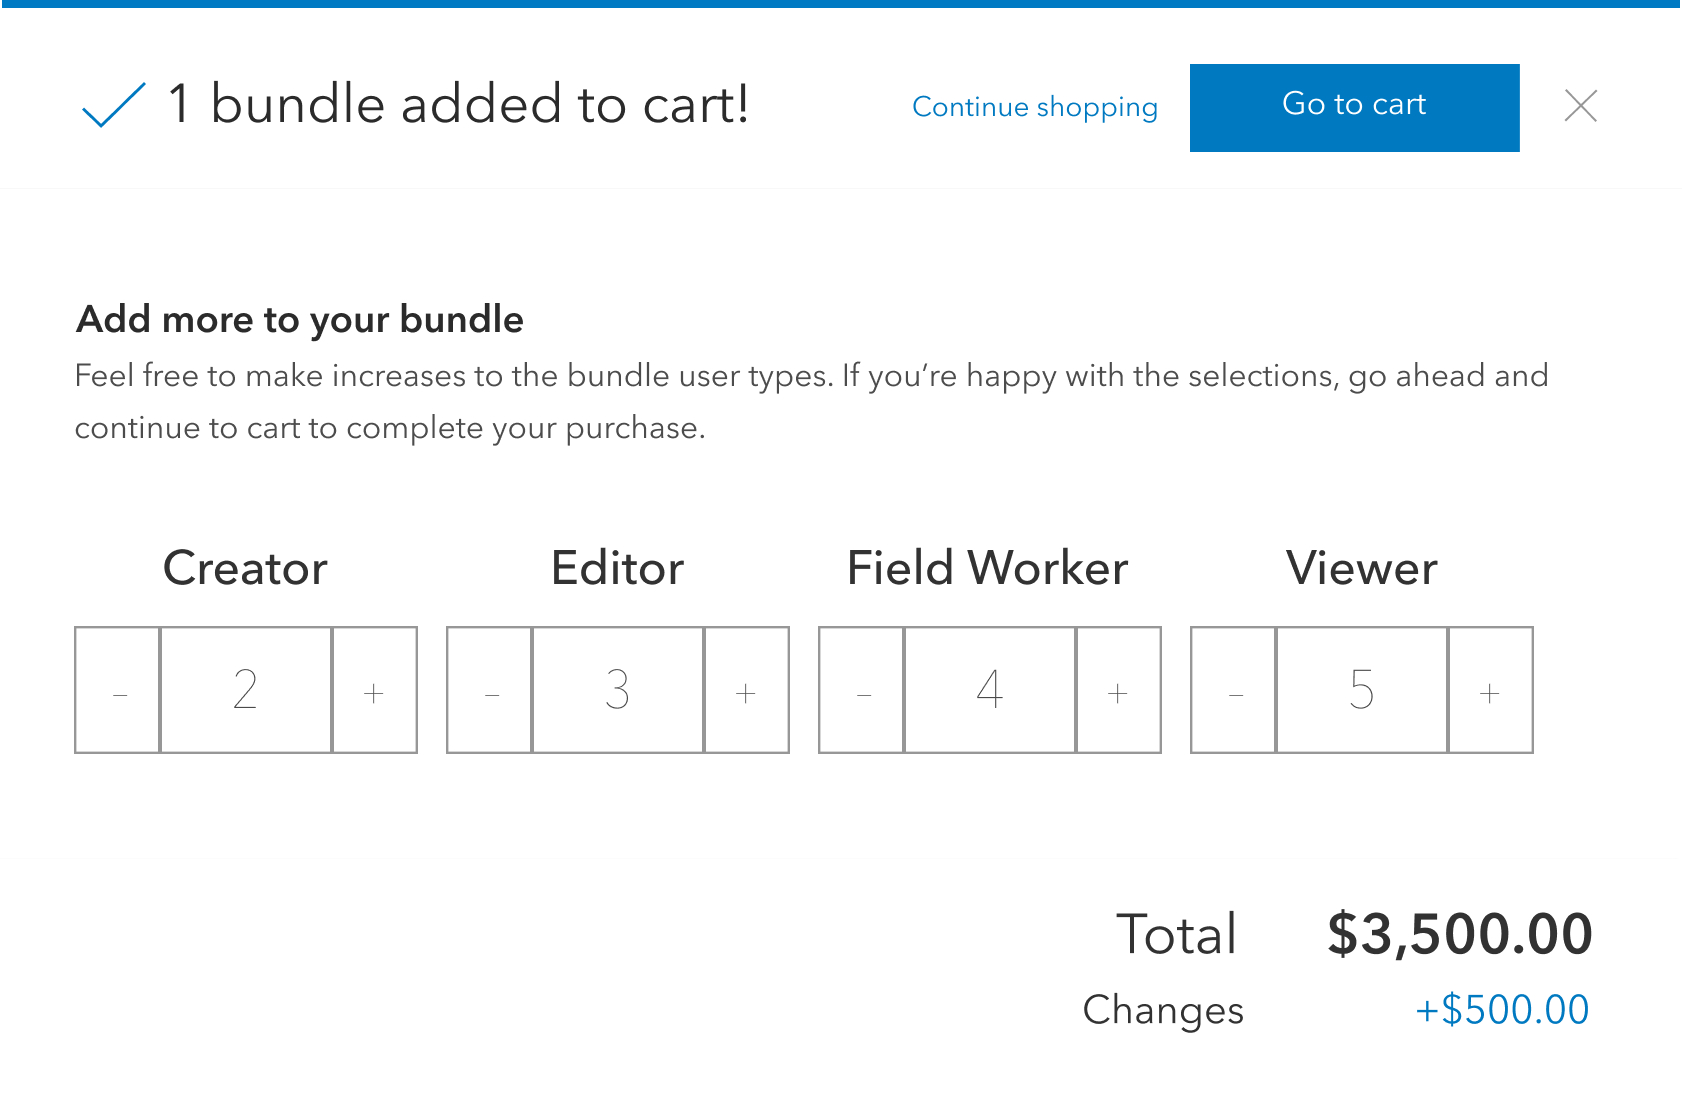 1 bundle added to cart!
Continue shopping
Go to cart
Add more to your bundle
Feel free to make increases to the bundle user types. If you’re happy with the selections, go ahead and
continue to cart to complete your purchase.
Creator
Editor
Field Worker
Viewer
- 2 +
- 3 +
- 4 +
- 5 +
Total $3,500.00
Changes +$500.00